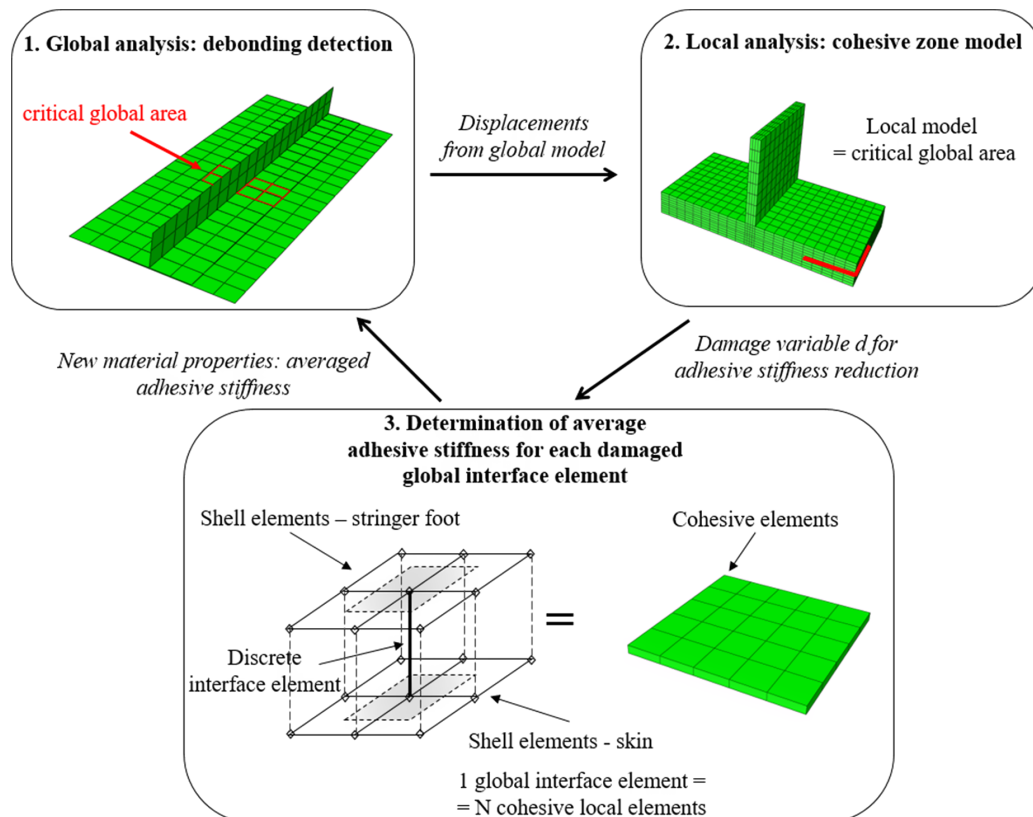 1. Global analysis: debonding detection
critical global area
Displacements
from global model
2. Local analysis: cohesive zone model
Local model
= critical global area
New material properties: averaged
adhesive stiffness
Damage variable d for
adhesive stiffness reduction
3. Determination of average
adhesive stiffness for each damaged
global interface element
Shell elements – stringer foot
Cohesive elements
=
Discrete
interface element
Shell elements - skin
1 global interface element =
= N cohesive local elements